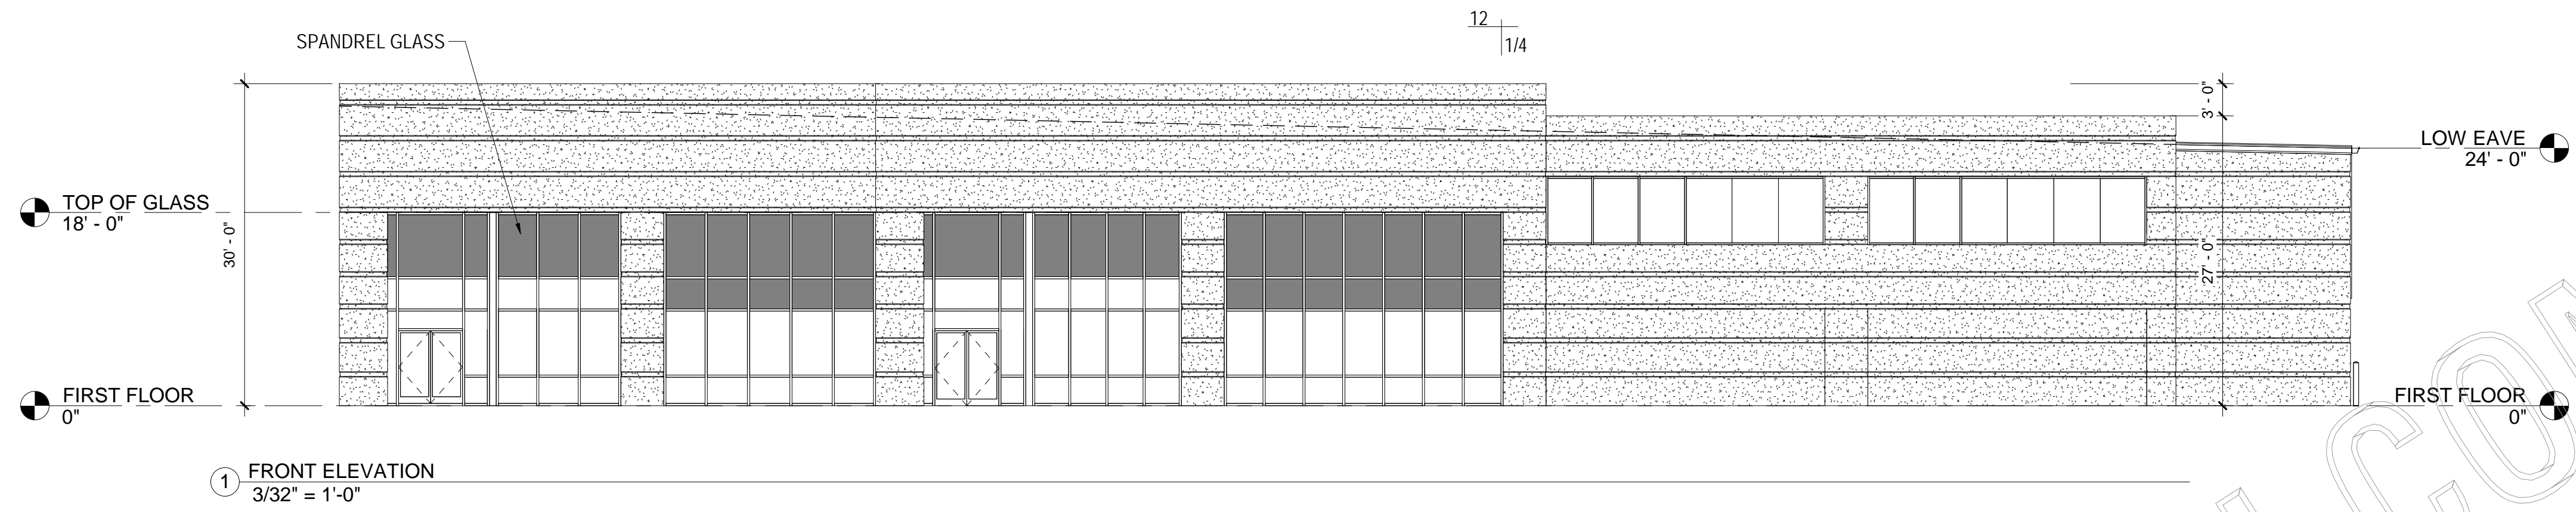 12
1/4
SPANDREL GLASS
3' - 0"
LOW EAVE
24' - 0"
TOP OF GLASS
18' - 0"
30' - 0"
27' - 0"
FIRST FLOOR
0"
FIRST FLOOR
0"
1
FRONT ELEVATION
3/32" = 1'-0"